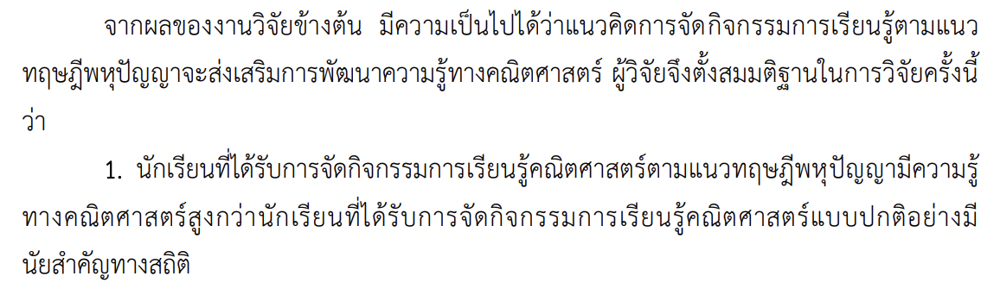 จากผลของงานวิจัยข้างต้น มีความเป็นไปได้ว่าแนวคิดการจัดกิจกรรมการเรียนรู้ตามแนว
ทฤษฎีพหุปัญญาจะส่งเสริมการพัฒนาความรู้ทางคณิตศาสตร์ ผู้วิจัยจึงตั้งสมมติฐานในการวิจัยครั้งนี้
ว่า
1. นักเรียนที่ได้รับการจัดกิจกรรมการเรียนรู้คณิตศาสตร์ตามแนวทฤษฎีพหุปัญญามีความรู้
ทางคณิตศาสตร์สูงกว่านักเรียนที่ได้รับการจัดกิจกรรมการเรียนรู้คณิตศาสตร์แบบปกติอย่างมี
นัยสำคัญทางสถิติ